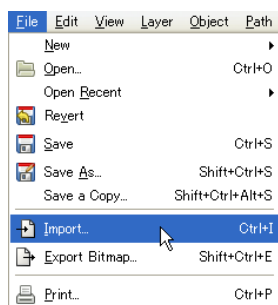 File Edit View Layer Object Path
New
Open... Ctrl+O
Open Recent
Revert
Save Ctrl+S
Save As... Shift+Ctrl+S
Save a Copy... Shift+Ctrl+Alt+S
Import... Ctrl+I
Export Bitmap... Shift+Ctrl+E
Print... Ctrl+P